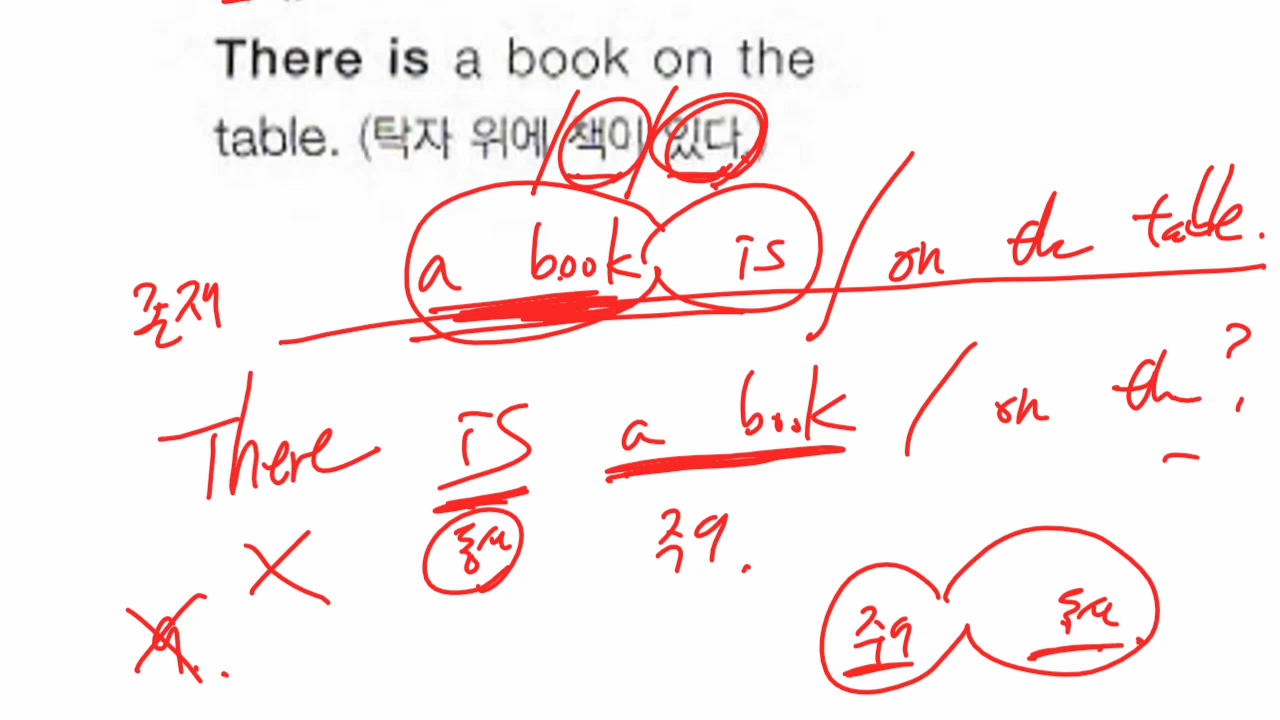 There is a book on the
table. (탁자 위에 책이 있다.)
a book is / on the table.
존재
There is a book / on the ?
동사 주어.
X
주어 동사